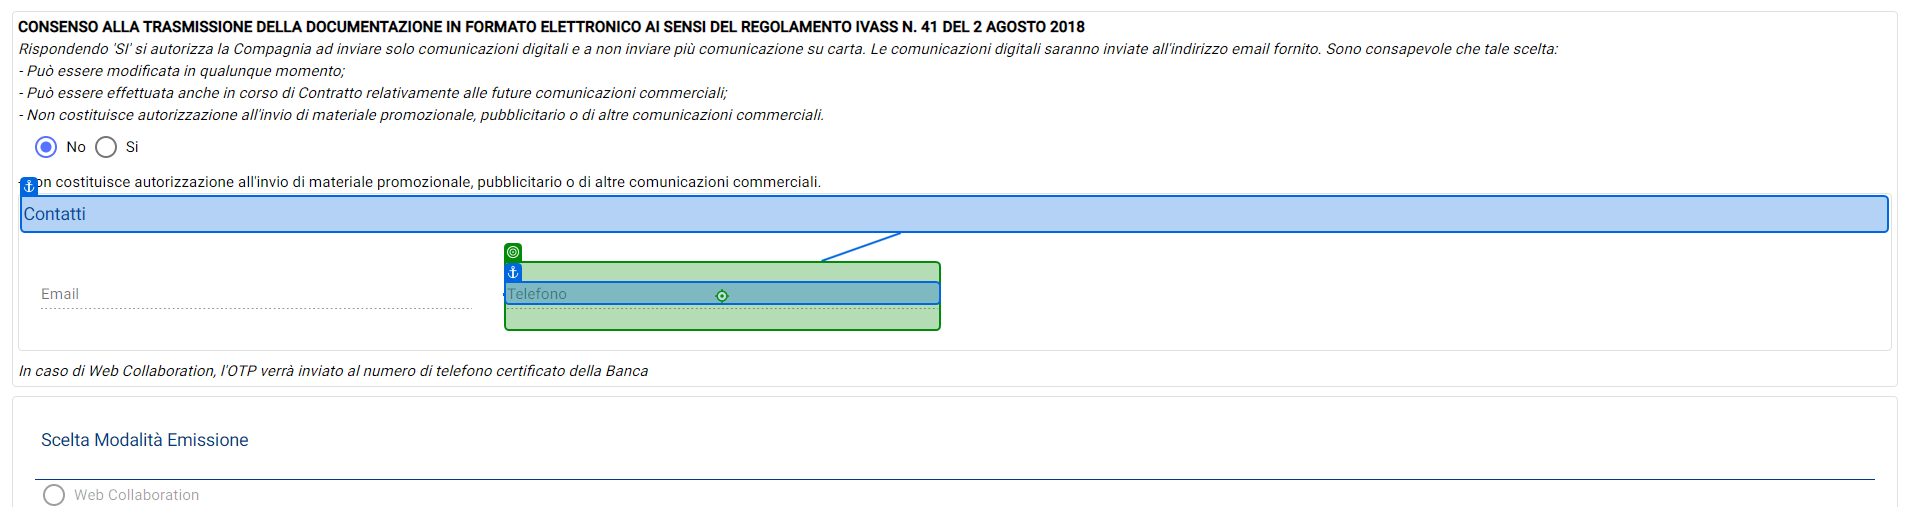 CONSENSO ALLA TRASMISSIONE DELLA DOCUMENTAZIONE IN FORMATO ELETTRONICO AI SENSI DEL REGOLAMENTO IVASS N. 41 DEL 2 AGOSTO 2018
Rispondendo 'SI' si autorizza la Compagnia ad inviare solo comunicazioni digitali e a non inviare più comunicazione su carta. Le comunicazioni digitali saranno inviate all'indirizzo email fornito. Sono consapevole che tale scelta:
- Può essere modificata in qualunque momento;
- Può essere effettuata anche in corso di Contratto relativamente alle future comunicazioni commerciali;
- Non costituisce autorizzazione all'invio di materiale promozionale, pubblicitario o di altre comunicazioni commerciali.
No Si
- Non costituisce autorizzazione all'invio di materiale promozionale, pubblicitario o di altre comunicazioni commerciali.
Contatti
Email Telefono
In caso di Web Collaboration, l'OTP verrà inviato al numero di telefono certificato della Banca
Scelta Modalità Emissione
Web Collaboration